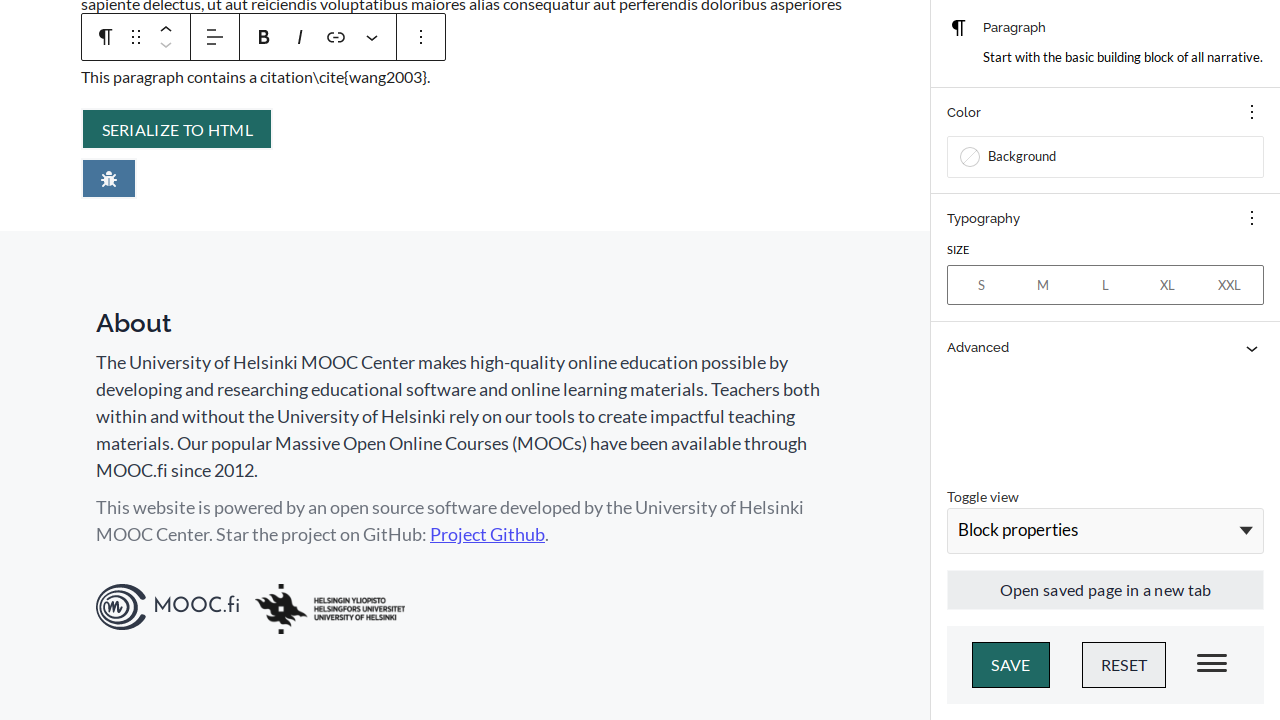 sapiente delectus, ut aut reiciendis voluptatibus maiores alias consequatur aut perferendis doloribus asperiores
B I
This paragraph contains a citation\cite{wang2003}.
SERIALIZE TO HTML
About
The University of Helsinki MOOC Center makes high-quality online education possible by
developing and researching educational software and online learning materials. Teachers both
within and without the University of Helsinki rely on our tools to create impactful teaching
materials. Our popular Massive Open Online Courses (MOOCs) have been available through
MOOC.fi since 2012.
This website is powered by an open source software developed by the University of Helsinki
MOOC Center. Star the project on GitHub: Project Github.
MOOC.fi
HELSINGIN YLIOPISTO
HELSINGFORS UNIVERSITET
UNIVERSITY OF HELSINKI
Paragraph
Start with the basic building block of all narrative.
Color
Background
Typography
SIZE
S M L XL XXL
Advanced
Toggle view
Block properties
Open saved page in a new tab
SAVE RESET